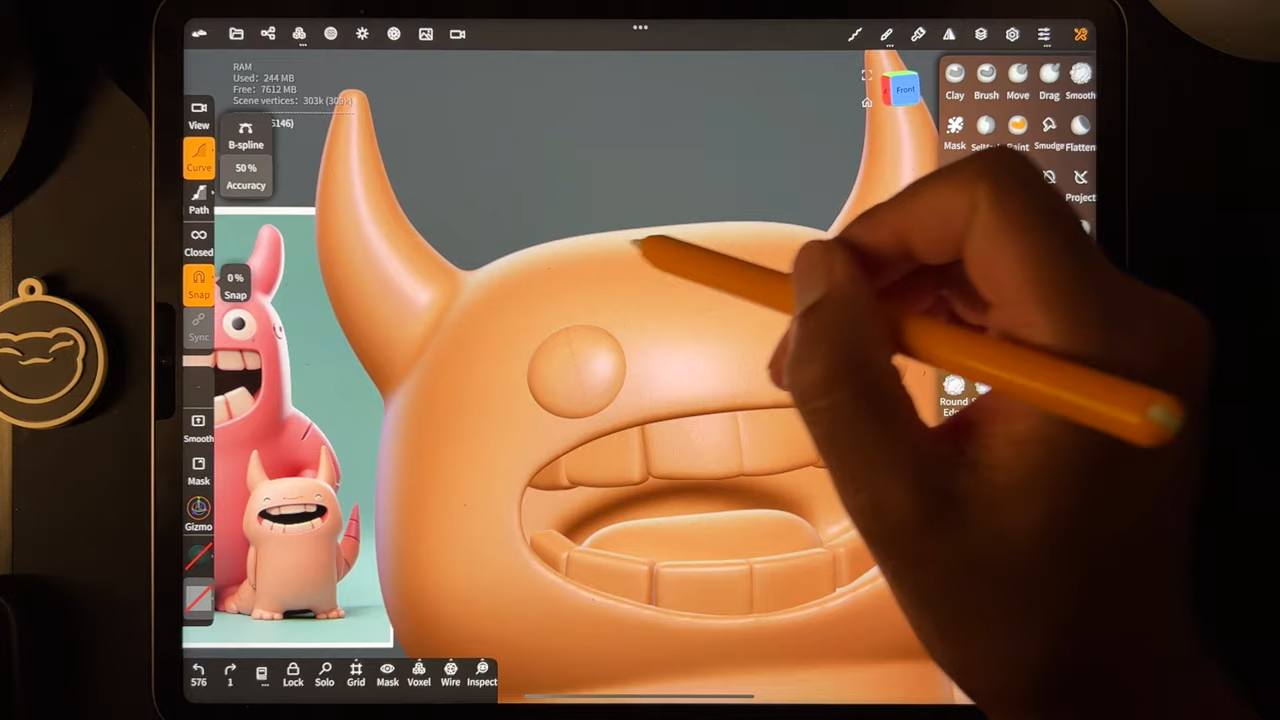 RAM
Used: 244 MB
Free: 7612 MB
Scene vertices: 303k
Front
View
B-spline
50 %
Accuracy
Curve
Path
Closed
0 %
Snap
Snap
Sync
Smooth
Mask
Gizmo
Clay Brush Move Drag Smooth
Mask Paint Smudge Flatten
Project
Round
576 1 Lock Solo Grid Mask Voxel Wire Inspect